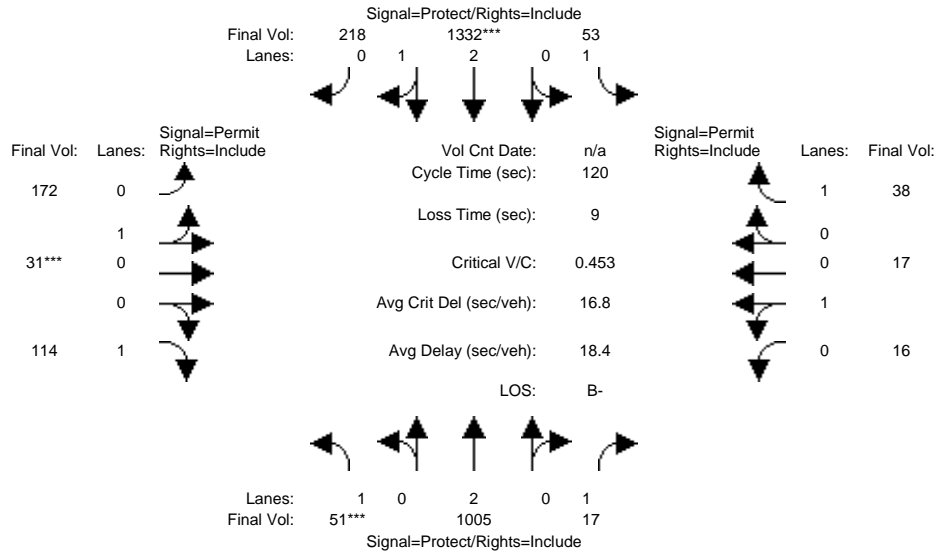 Signal=Protect/Rights=Include
Final Vol: 218 1332*** 53
Lanes: 0 1 2 0 1
Signal=Permit Signal=Permit
Final Vol: Lanes: Rights=Include Vol Cnt Date: n/a Rights=Include Lanes: Final Vol:
Cycle Time (sec): 120
172 0 1 38
Loss Time (sec): 9
1 0
31*** 0 Critical V/C: 0.453 0 17
0 Avg Crit Del (sec/veh): 16.8 1
114 1 Avg Delay (sec/veh): 18.4 0 16
LOS: B-
Lanes: 1 0 2 0 1
Final Vol: 51*** 1005 17
Signal=Protect/Rights=Include